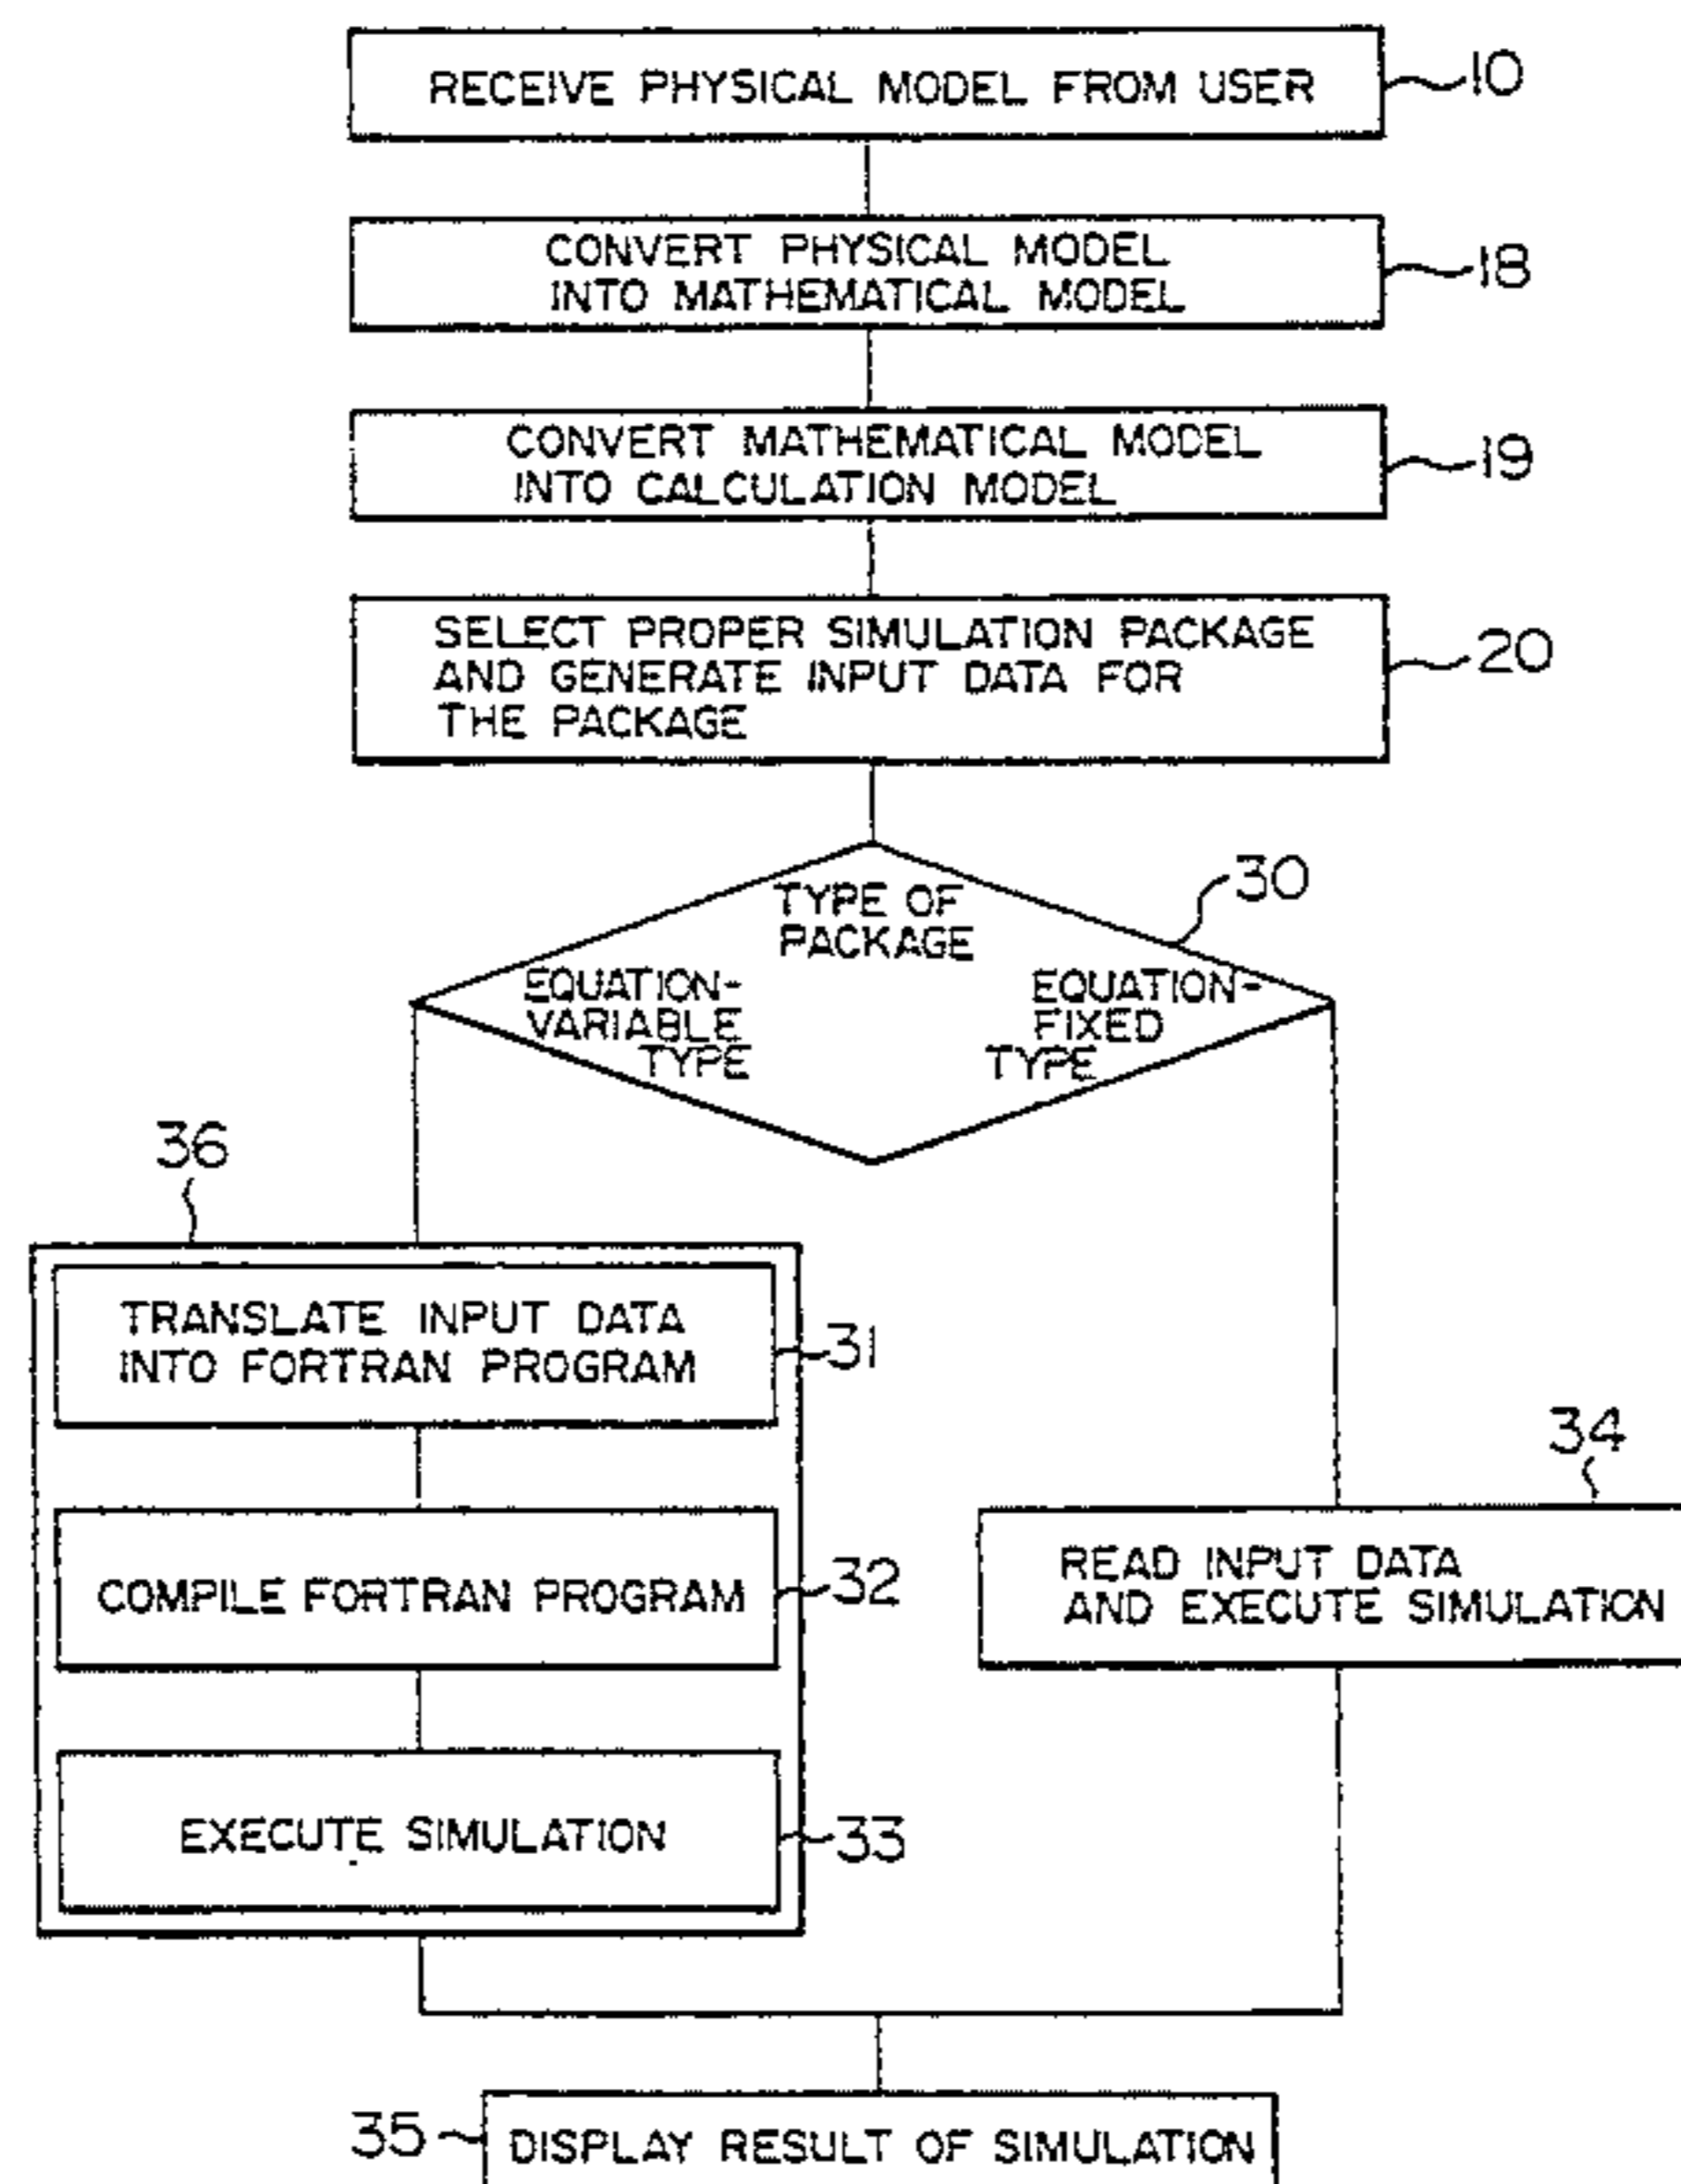 RECEIVE PHYSICAL MODEL FROM USER
10
CONVERT PHYSICAL MODEL
INTO MATHEMATICAL MODEL
18
CONVERT MATHEMATICAL MODEL
INTO CALCULATION MODEL
19
SELECT PROPER SIMULATION PACKAGE
AND GENERATE INPUT DATA FOR
THE PACKAGE
20
TYPE OF
PACKAGE
30
EQUATION-
VARIABLE
TYPE
EQUATION-
FIXED
TYPE
36
TRANSLATE INPUT DATA
INTO FORTRAN PROGRAM
31
COMPILE FORTRAN PROGRAM
32
EXECUTE SIMULATION
33
34
READ INPUT DATA
AND EXECUTE SIMULATION
35
DISPLAY RESULT OF SIMULATION